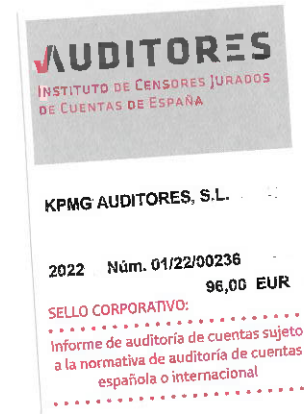 AUDITORES
INSTITUTO DE CENSORES JURADOS
DE CUENTAS DE ESPAÑA
KPMG AUDITORES, S.L.
2022 Núm. 01/22/00236
96,00 EUR
SELLO CORPORATIVO:
Informe de auditoría de cuentas sujeto
a la normativa de auditoría de cuentas
española o internacional